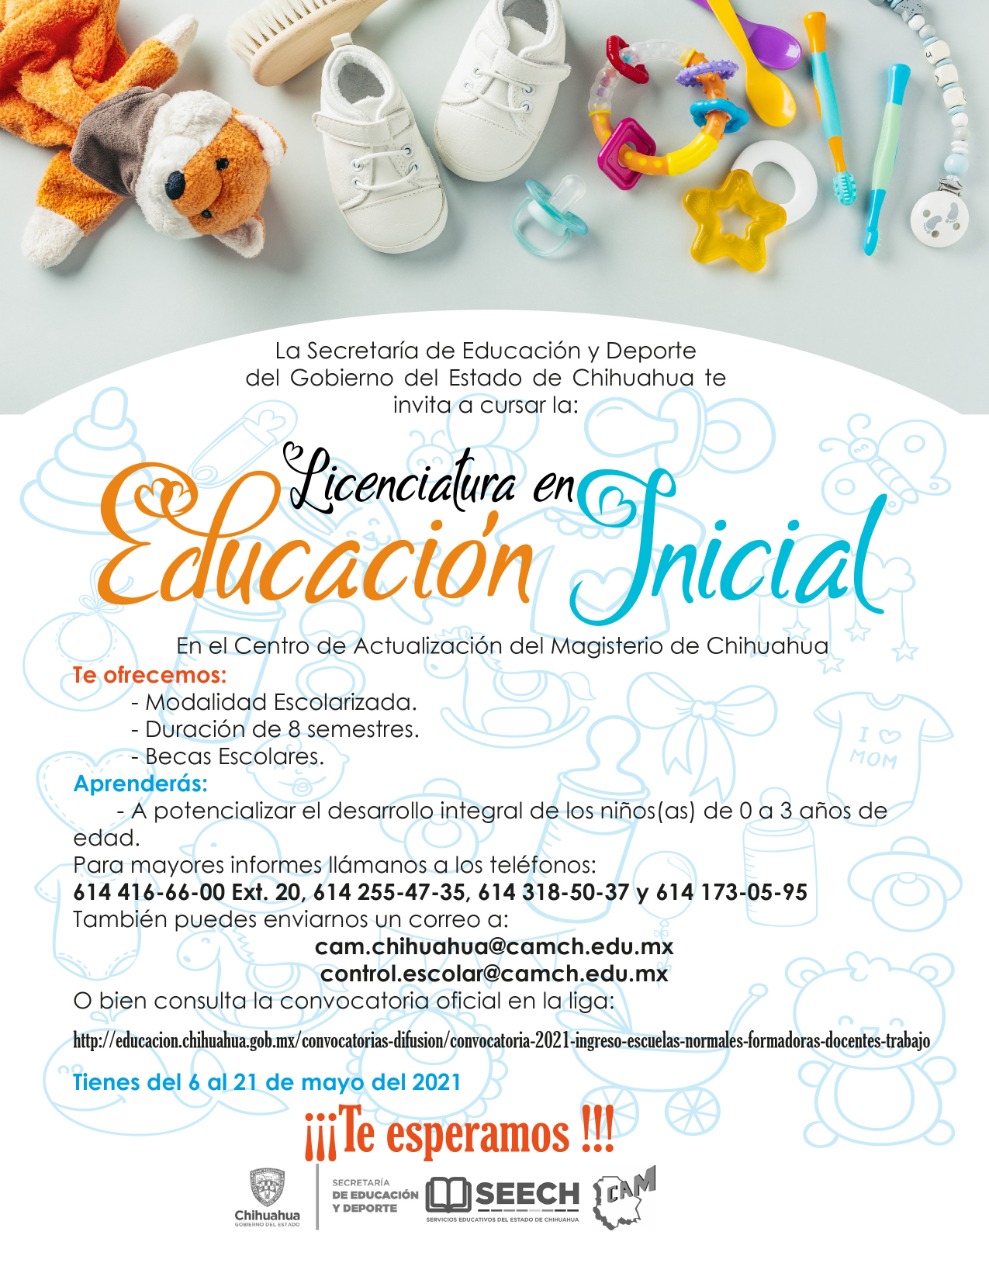 La Secretaría de Educación y Deporte
del Gobierno del Estado de Chihuahua te
invita a cursar la:
Licenciatura en
Educación Inicial
En el Centro de Actualización del Magisterio de Chihuahua
Te ofrecemos:
- Modalidad Escolarizada.
- Duración de 8 semestres.
- Becas Escolares.
I ♡
MOM
Aprenderás:
- A potencializar el desarrollo integral de los niños(as) de 0 a 3 años de
edad.
Para mayores informes llámanos a los teléfonos:
614 416-66-00 Ext. 20, 614 255-47-35, 614 318-50-37 y 614 173-05-95
También puedes enviarnos un correo a:
cam.chihuahua@camch.edu.mx
control.escolar@camch.edu.mx
O bien consulta la convocatoria oficial en la liga:
http://educacion.chihuahua.gob.mx/convocatorias-difusion/convocatoria-2021-ingreso-escuelas-normales-formadoras-docentes-trabajo
Tienes del 6 al 21 de mayo del 2021
¡¡¡Te esperamos !!!
Chihuahua
GOBIERNO DEL ESTADO
SECRETARÍA
DE EDUCACIÓN
Y DEPORTE
SEECH
SERVICIOS EDUCATIVOS DEL ESTADO DE CHIHUAHUA
CAM